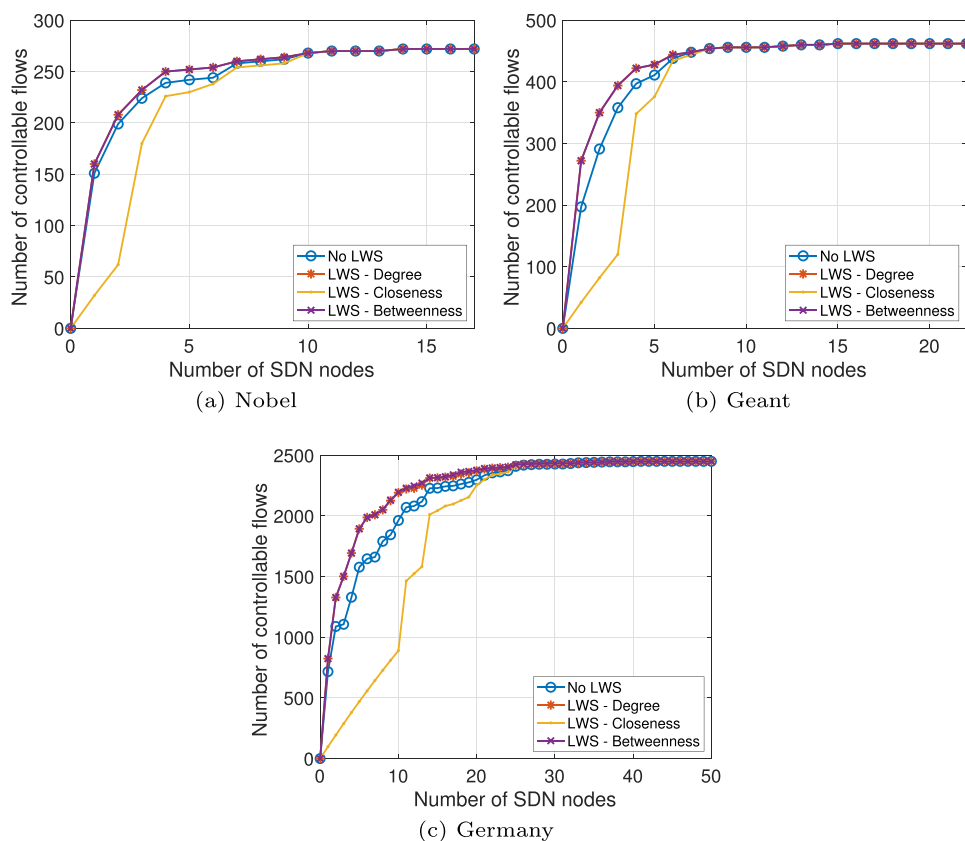 300
250
200
150
100
50
0
Number of controllable flows
No LWS
LWS - Degree
LWS - Closeness
LWS - Betweenness
0 5 10 15
Number of SDN nodes
(a) Nobel
500
400
300
200
100
0
Number of controllable flows
No LWS
LWS - Degree
LWS - Closeness
LWS - Betweenness
0 5 10 15 20
Number of SDN nodes
(b) Geant
2500
2000
1500
1000
500
0
Number of controllable flows
No LWS
LWS - Degree
LWS - Closeness
LWS - Betweenness
0 10 20 30 40 50
Number of SDN nodes
(c) Germany